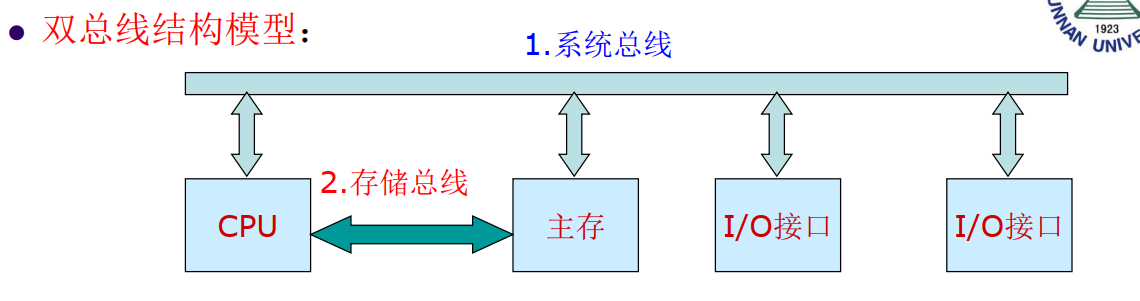 双总线结构模型：
1.系统总线
2.存储总线
CPU
主存
I/O接口
I/O接口
1923
UNNAN UNIVE